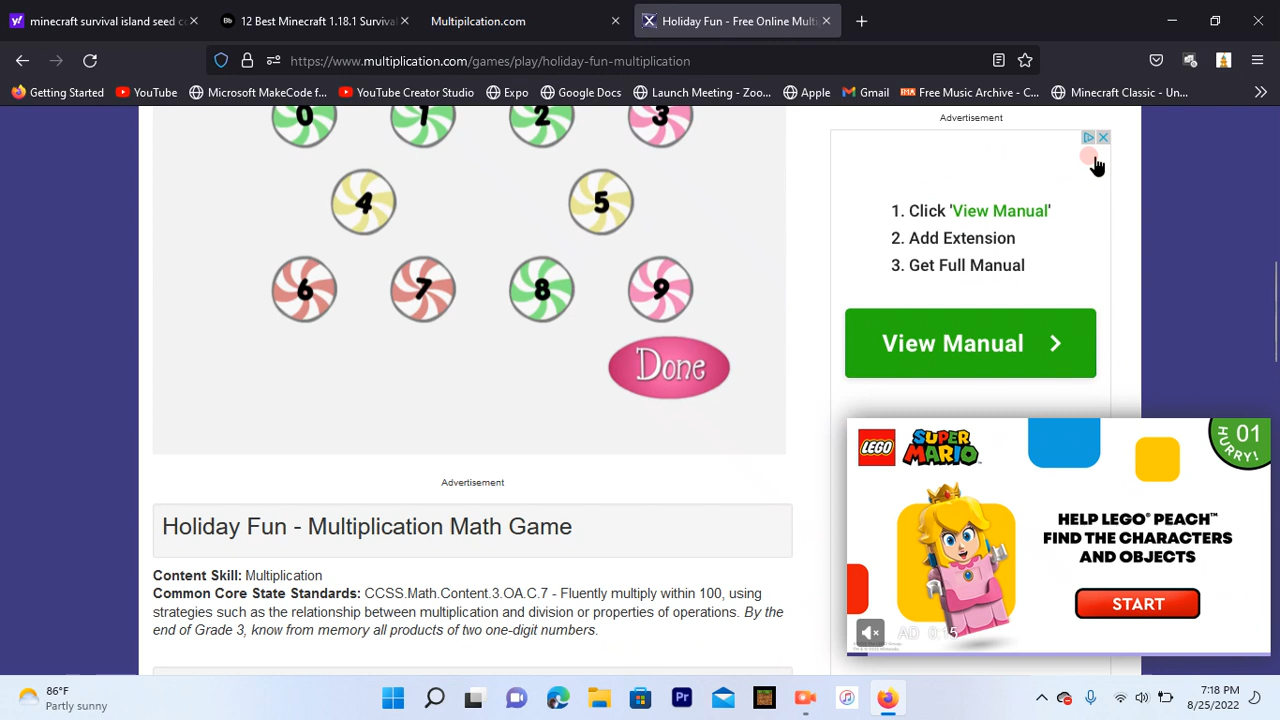 minecraft survival island seed c
12 Best Minecraft 1.18.1 Surviva
Multipilcation.com
Holiday Fun - Free Online Multi
https://www.multiplication.com/games/play/holiday-fun-multiplication
Getting Started
YouTube
Microsoft MakeCode f...
YouTube Creator Studio
Expo
Google Docs
Launch Meeting - Zoo...
Apple
Gmail
Free Music Archive - C...
Minecraft Classic - Un...
0 1 2 3
4 5
6 7 8 9
Done
Advertisement
1. Click 'View Manual'
2. Add Extension
3. Get Full Manual
View Manual
Advertisement
Holiday Fun - Multiplication Math Game
Content Skill: Multiplication
Common Core State Standards: CCSS.Math.Content.3.OA.C.7 - Fluently multiply within 100, using
strategies such as the relationship between multiplication and division or properties of operations. By the
end of Grade 3, know from memory all products of two one-digit numbers.
LEGO
SUPER
MARIO
01
HURRY!
HELP LEGO® PEACH™
FIND THE CHARACTERS
AND OBJECTS
START
AD 0:15
86°F
Partly sunny
7:18 PM
8/25/2022